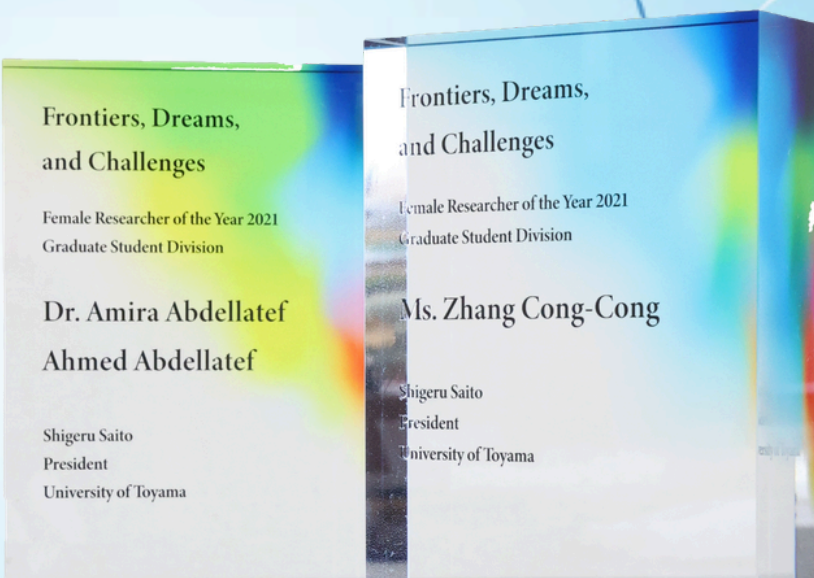 Frontiers, Dreams,
and Challenges
Female Researcher of the Year 2021
Graduate Student Division
Dr. Amira Abdellatef
Ahmed Abdellatef
Shigeru Saito
President
University of Toyama
Frontiers, Dreams,
and Challenges
Female Researcher of the Year 2021
Graduate Student Division
Ms. Zhang Cong-Cong
Shigeru Saito
President
University of Toyama